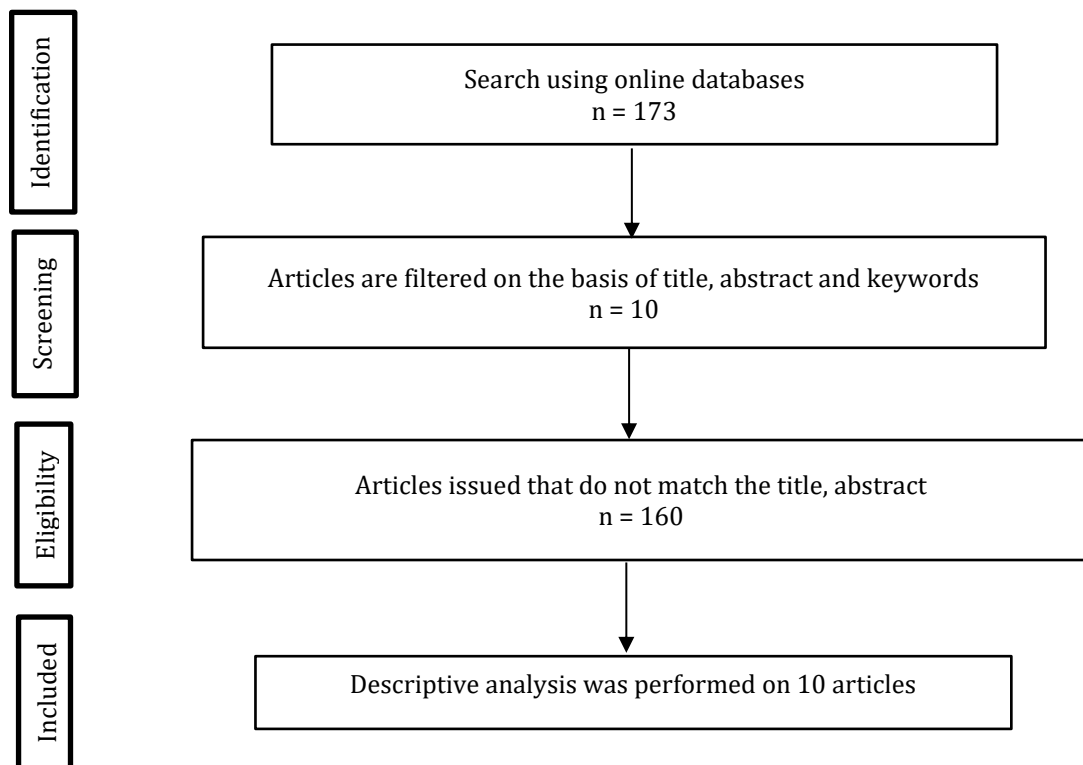 Identification
Search using online databases
n = 173
Screening
Articles are filtered on the basis of title, abstract and keywords
n = 10
Eligibility
Articles issued that do not match the title, abstract
n = 160
Included
Descriptive analysis was performed on 10 articles